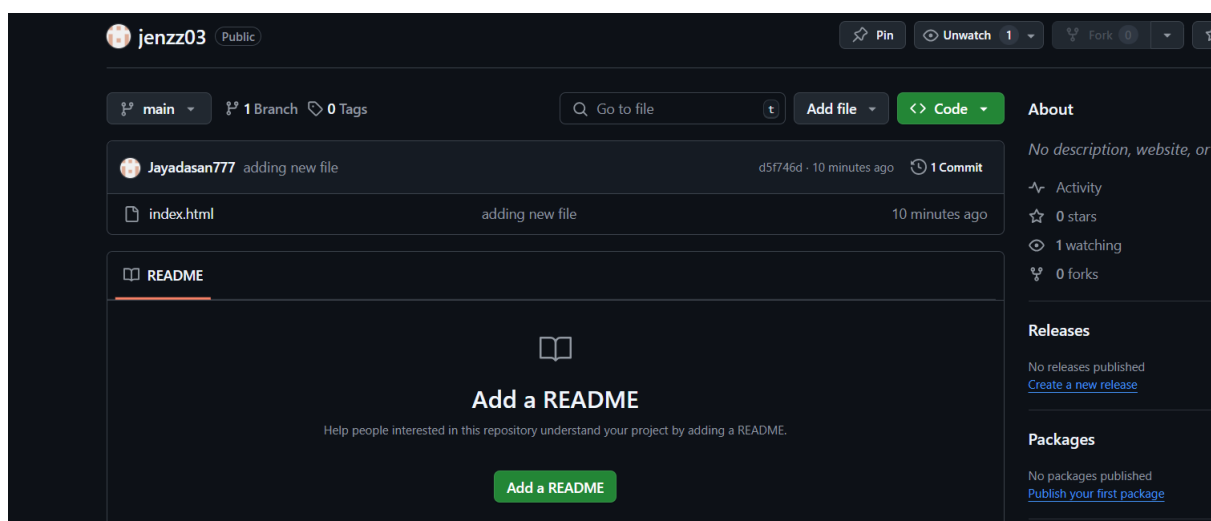 jenzz03 Public Pin Unwatch 1 Fork 0
main 1 Branch 0 Tags Go to file t Add file <> Code
Jayadasan777 adding new file d5f746d · 10 minutes ago 1 Commit
index.html adding new file 10 minutes ago
README
Add a README
Help people interested in this repository understand your project by adding a README.
Add a README
About
No description, website, or
Activity
0 stars
1 watching
0 forks
Releases
No releases published
Create a new release
Packages
No packages published
Publish your first package